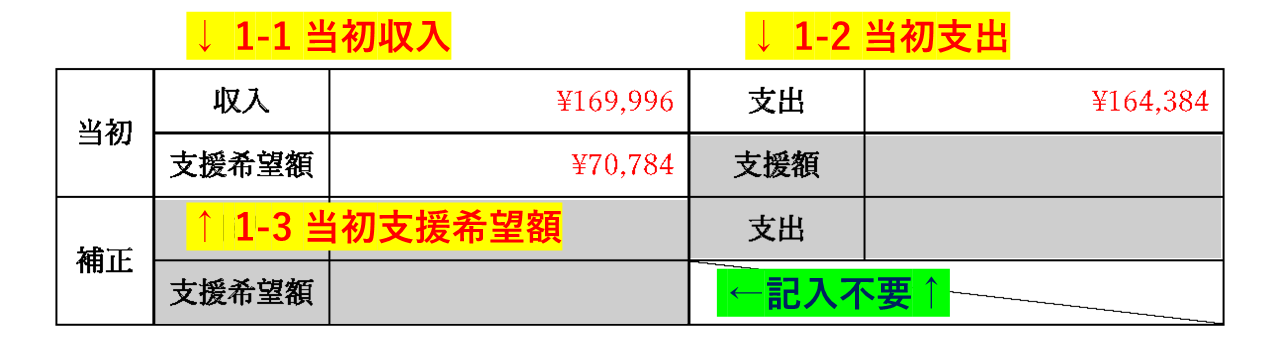 ↓ 1-1 当初収入 ↓ 1-2 当初支出
当初 収入 ¥169,996 支出 ¥164,384
支援希望額 ¥70,784 支援額
↑ 1-3 当初支援希望額 支出
補正
支援希望額 ←記入不要↑